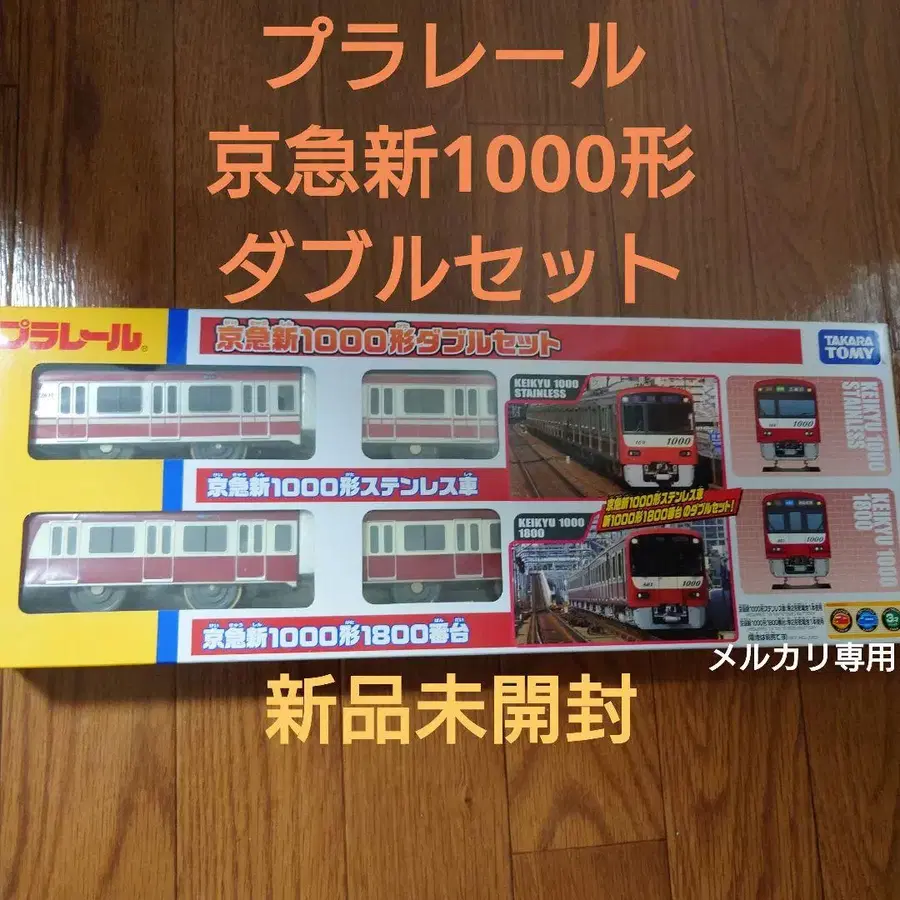 プラレール
京急新1000形
ダブルセット
プラレール
京急新1000形ダブルセット
TAKARA
TOMY
KEIKYU 1000
STAINLESS
1000
KEIKYU 1000
STAINLESS
1000
京急新1000形ステンレス車
京急新1000形ステンレス車
新1000形1800番台のダブルセット!
KEIKYU 1000
1800
1000
KEIKYU 1000
1800
1000
京急新1000形1800番台
メルカリ専用
新品未開封